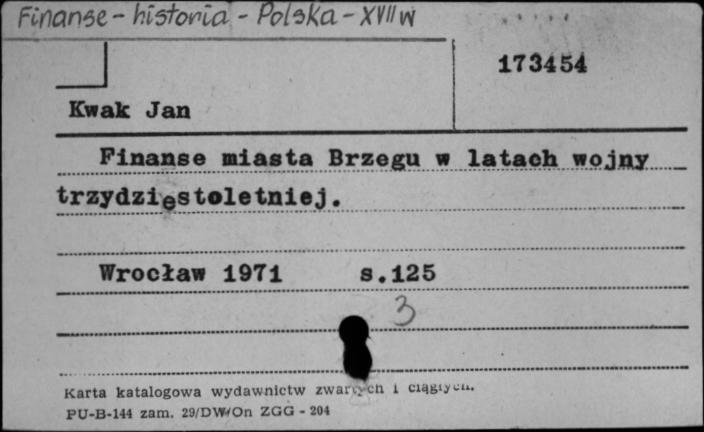 Finanse - historia - Polska - XVII w
173454
Kwak Jan
Finanse miasta Brzegu w latach wojny
trzydziestoletniej.
Wrocław 1971 s.125
3
Karta katalogowa wydawnictw zwartych i ciągłych.
PU-B-144 zam. 29/DW/On ZGG - 204